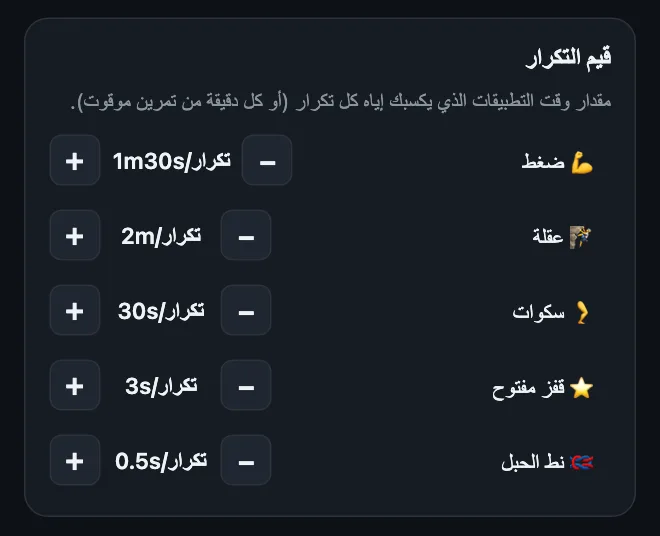 قيم التكرار
مقدار وقت التطبيقات الذي يكسبك إياه كل تكرار (أو كل دقيقة من تمرين موقوت).
💪 ضغط − 1m30s/تكرار +
🧗 عقلة − 2m/تكرار +
🦵 سكوات − 30s/تكرار +
⭐ قفز مفتوح − 3s/تكرار +
🪢 نط الحبل − 0.5s/تكرار +